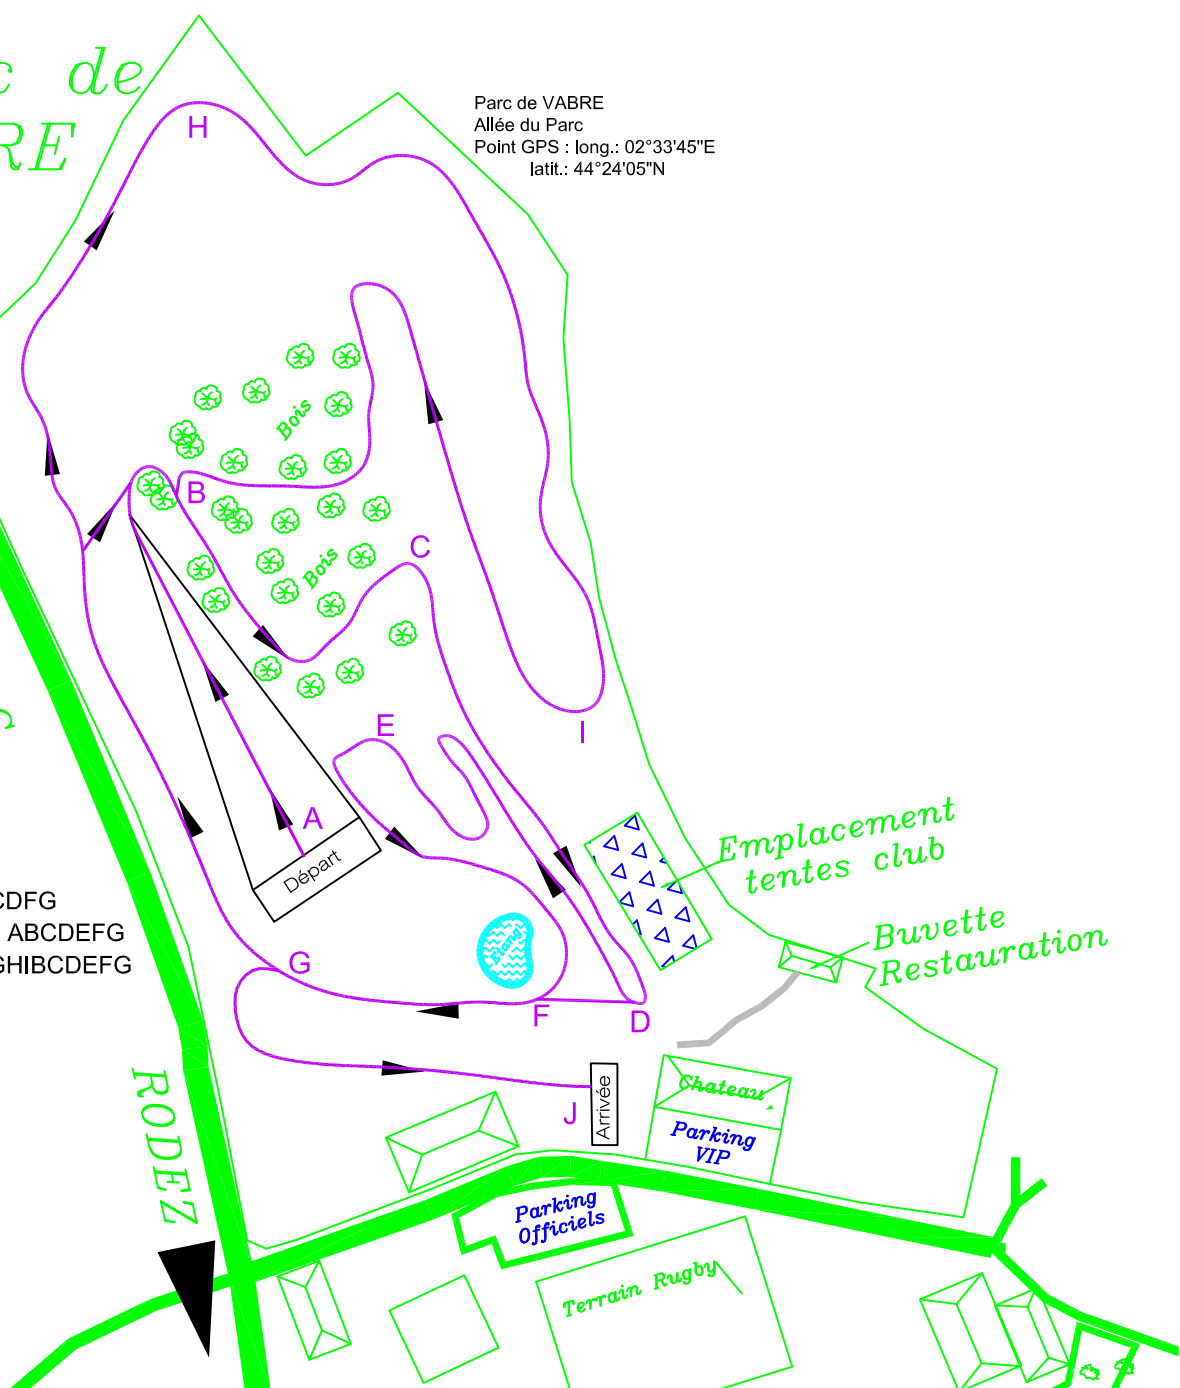 c de
RE
Parc de VABRE
Allée du Parc
Point GPS : long.: 02°33'45"E
latit.: 44°24'05"N
H
Bois
B
Bois
C
I
E
A
Départ
Emplacement
tentes club
CDFG
ABCDEFG
GHIBCDEFG
Etang
Buvette
Restauration
G
F
D
J
Arrivée
Chateau
Parking
VIP
RODEZ
Parking
Officiels
Terrain Rugby